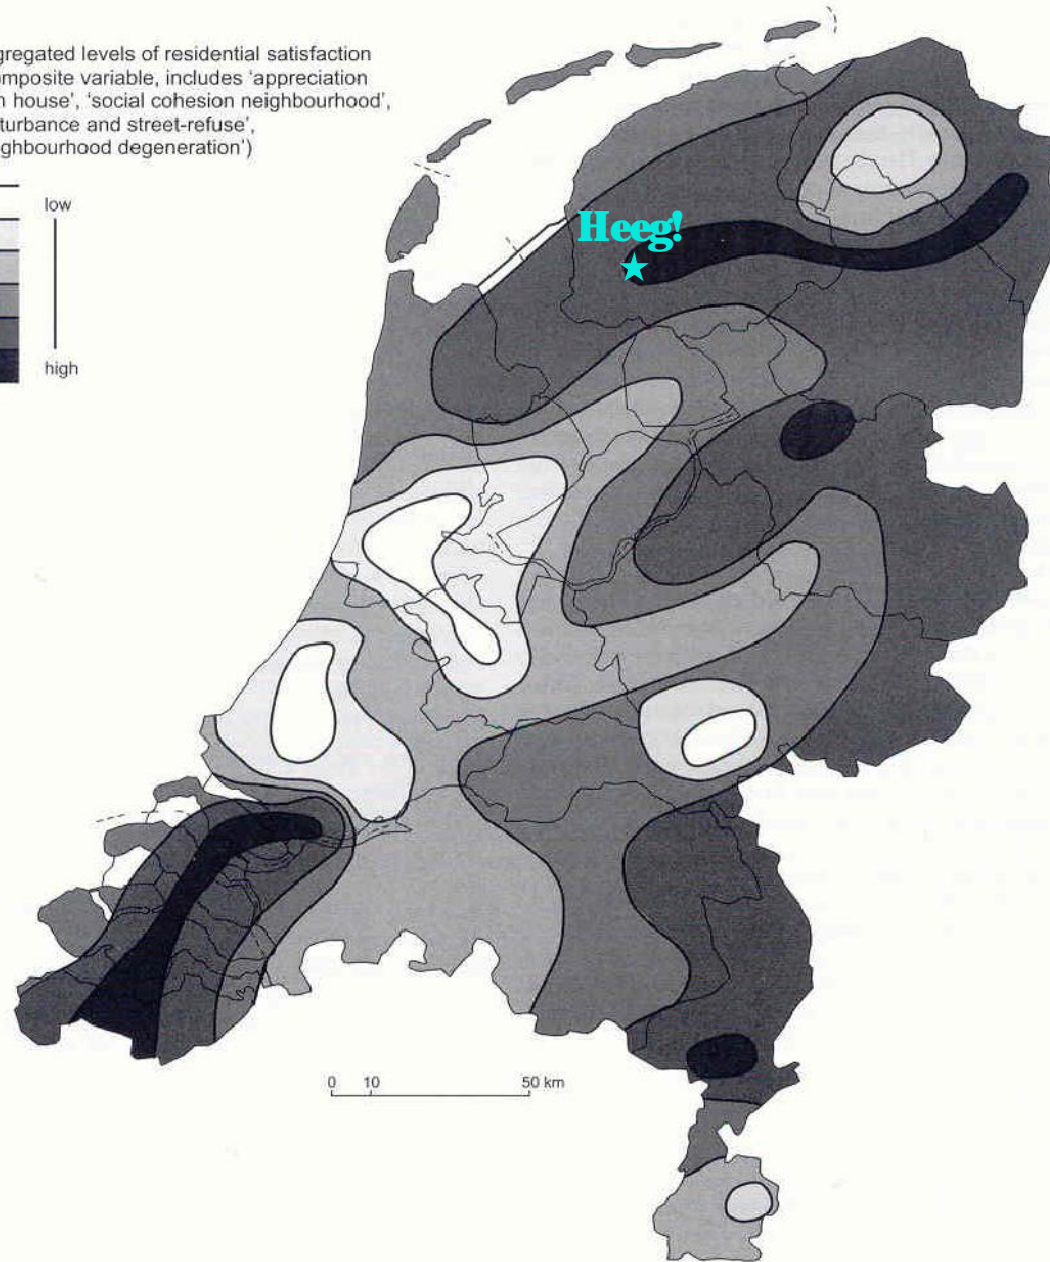 gregated levels of residential satisfaction
mposite variable, includes ‘appreciation
n house’, ‘social cohesion neighbourhood’,
turbance and street-refuse’,
ghbourhood degeneration’)
low
high
Heeg!
0 10 50 km